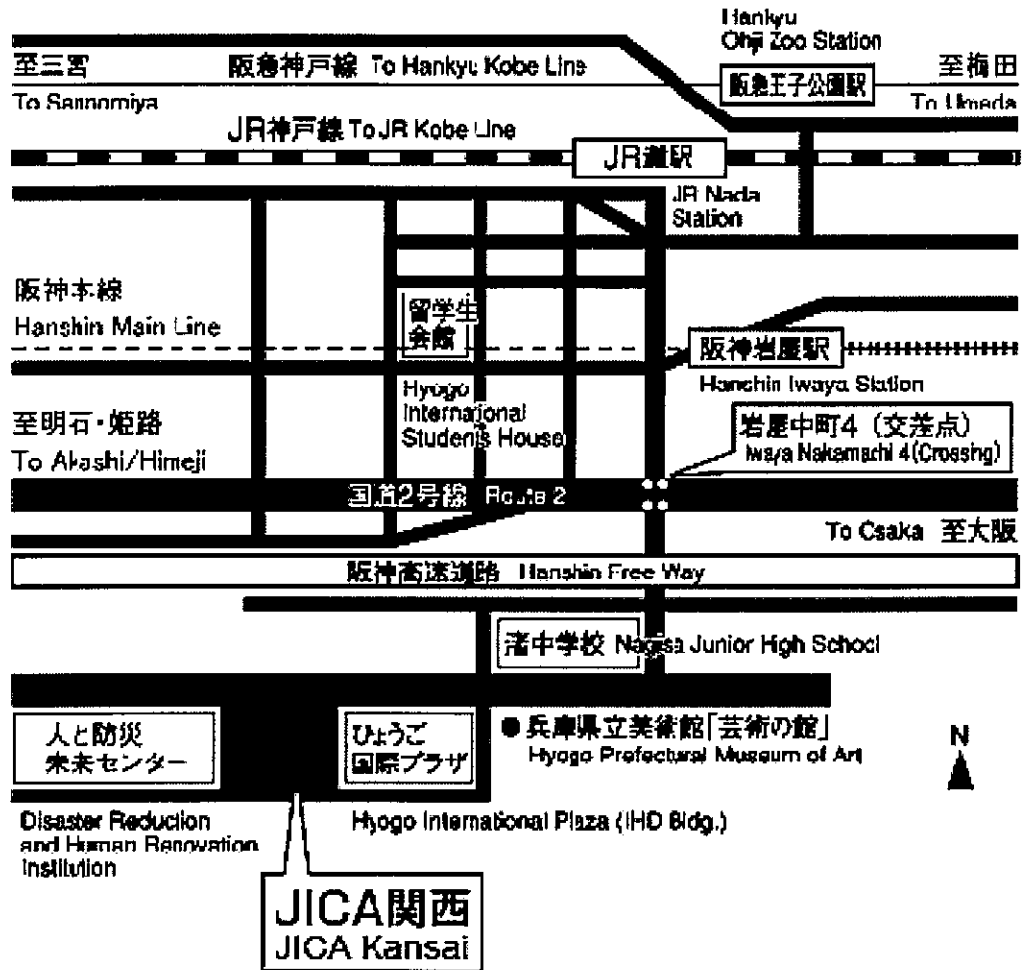 Hankyu
Ohji Zoo Station
至三宮
阪急神戸線 To Hankyu Kobe Line
阪急王子公園駅
至梅田
To Sannomiya
To Umeda
JR神戸線 To JR Kobe Line
JR灘駅
JR Nada
Station
阪神本線
Hanshin Main Line
留学生
会館
阪神岩屋駅
Hanshin Iwaya Station
Hyogo
International
Students House
至明石・姫路
To Akashi/Himeji
岩屋中町4（交差点）
Iwaya Nakamachi 4(Crossing)
国道2号線 Route 2
To Osaka 至大阪
阪神高速道路 Hanshin Free Way
渚中学校 Nagisa Junior High School
人と防災
未来センター
ひょうご
国際プラザ
●兵庫県立美術館「芸術の館」
Hyogo Prefectural Museum of Art
N
Disaster Reduction
and Human Renovation
Institution
Hyogo International Plaza (IHD Bldg.)
JICA関西
JICA Kansai